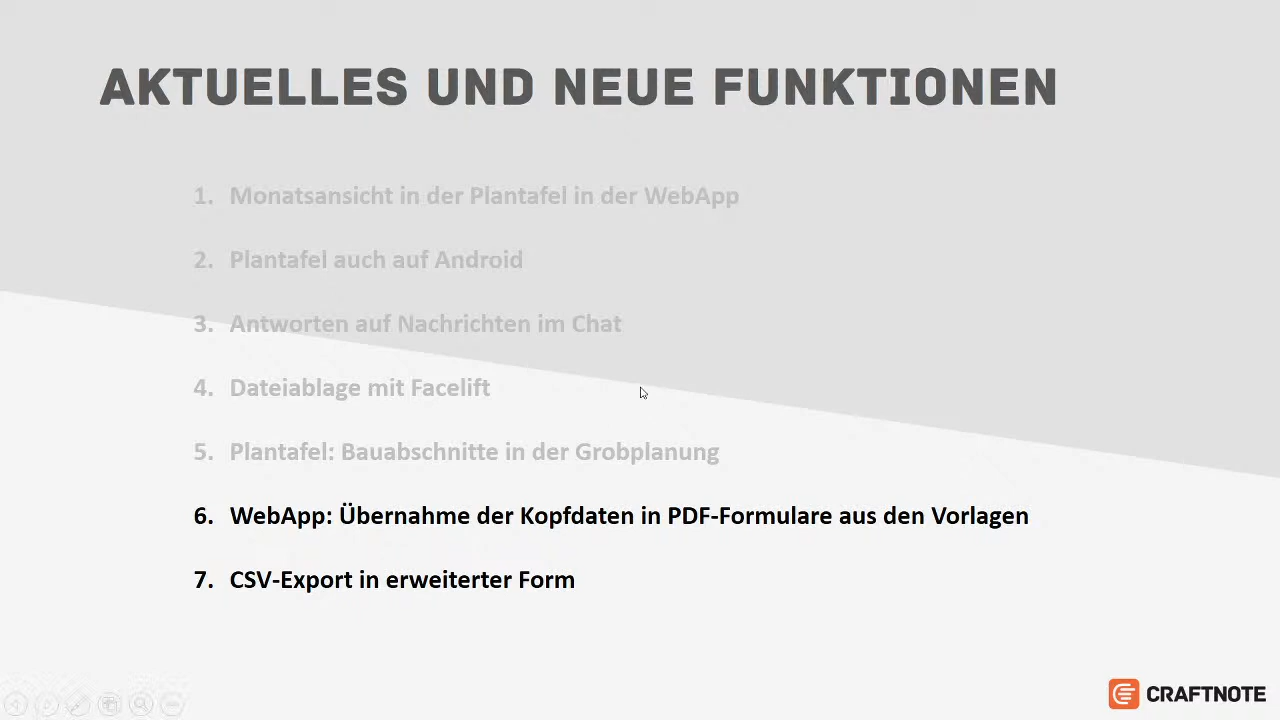 AKTUELLES UND NEUE FUNKTIONEN
1. Monatsansicht in der Plantafel in der WebApp
2. Plantafel auch auf Android
3. Antworten auf Nachrichten im Chat
4. Dateiablage mit Facelift
5. Plantafel: Bauabschnitte in der Grobplanung
6. WebApp: Übernahme der Kopfdaten in PDF-Formulare aus den Vorlagen
7. CSV-Export in erweiterter Form
CRAFTNOTE